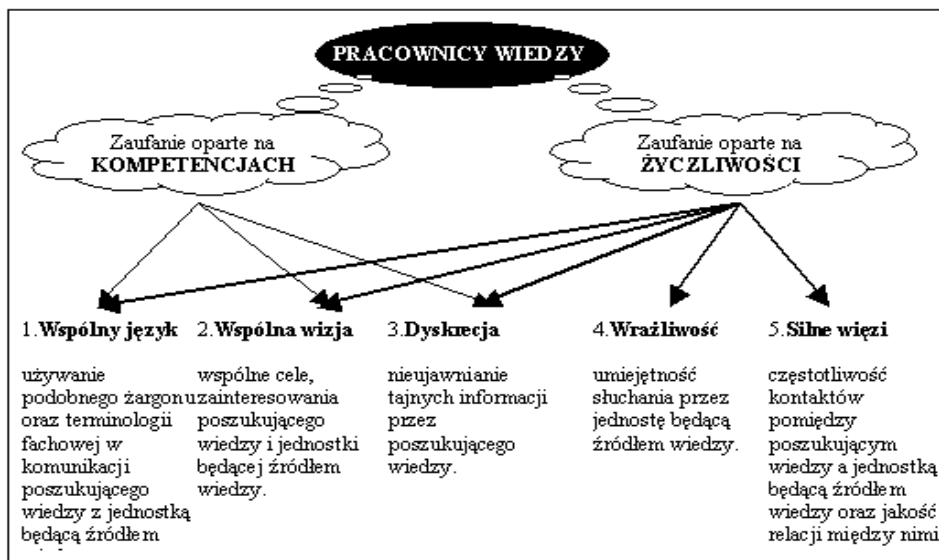 PRACOWNICY WIEDZY
Zaufanie oparte na
KOMPETENCJACH
Zaufanie oparte na
ŻYCZLIWOŚCI
1.Wspólny język
używanie
podobnego żargonu
oraz terminologii
fachowej w
komunikacji
poszukującego
wiedzy z jednostką
będącą źródłem
2.Wspólna wizja
wspólne cele,
zainteresowania
poszukującego
wiedzy i jednostki
będącej źródłem
wiedzy.
3.Dyskrecja
nieujawnianie
tajnych informacji
przez
poszukującego
wiedzy.
4.Wrażliwość
umiejętność
słuchania przez
jednostę będącą
źródłem wiedzy.
5.Silne więzi
częstotliwość
kontaktów
pomiędzy
poszukującym
wiedzy a jednostką
będącą źródłem
wiedzy oraz jakość
relacji między nimi